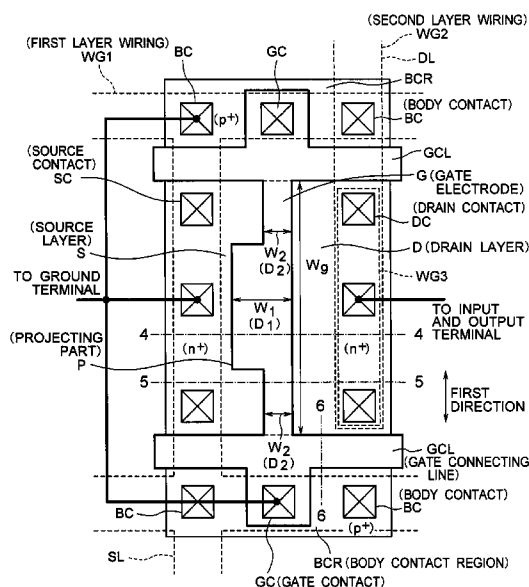 (SECOND LAYER WIRING)
WG2
(FIRST LAYER WIRING)
WG1
BC
GC
DL
BCR
(p+)
(BODY CONTACT)
BC
(SOURCE CONTACT)
SC
GCL
G (GATE ELECTRODE)
(DRAIN CONTACT)
DC
(SOURCE LAYER)
S
W2
(D2)
Wg
D (DRAIN LAYER)
WG3
TO GROUND TERMINAL
W1
(D1)
TO INPUT AND OUTPUT TERMINAL
4
4
(PROJECTING PART)
P
(n+)
(n+)
5
5
6
FIRST DIRECTION
W2
(D2)
GCL
(GATE CONNECTING LINE)
BC
6
(BODY CONTACT)
BC
(p+)
SL
BCR (BODY CONTACT REGION)
GC (GATE CONTACT)